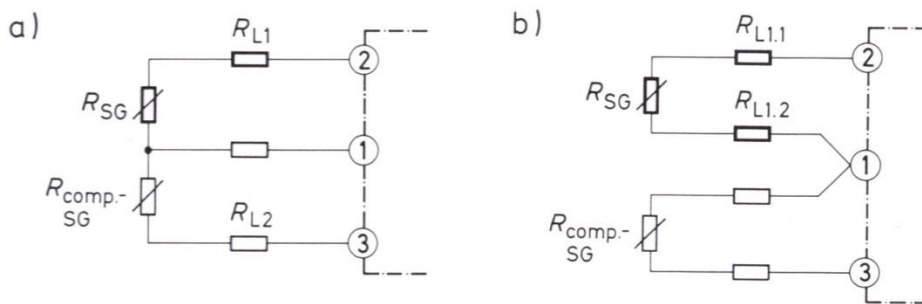 a)
R_L1
2
R_SG
1
R_comp.-
SG
R_L2
3
b)
R_L1.1
2
R_SG
R_L1.2
1
R_comp.-
SG
3